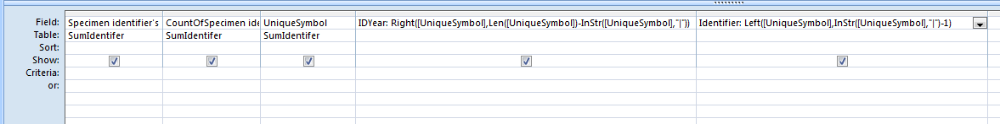 Field: Specimen identifier's CountOfSpecimen ide UniqueSymbol IDYear: Right([UniqueSymbol],Len([UniqueSymbol])-InStr([UniqueSymbol],"|")) Identifier: Left([UniqueSymbol],InStr([UniqueSymbol],"|")-1)
Table: SumIdentifer SumIdentifer SumIdentifer
Sort:
Show:
Criteria:
or: